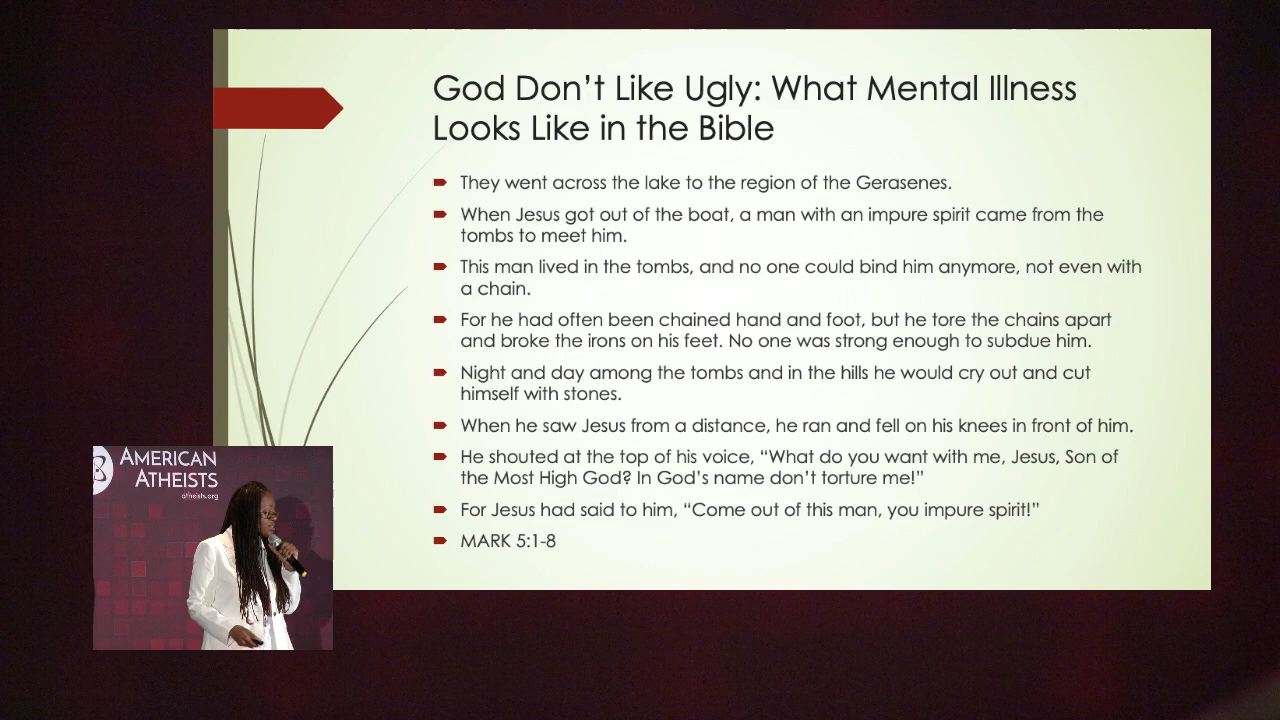 God Don’t Like Ugly: What Mental Illness
Looks Like in the Bible
They went across the lake to the region of the Gerasenes.
When Jesus got out of the boat, a man with an impure spirit came from the
tombs to meet him.
This man lived in the tombs, and no one could bind him anymore, not even with
a chain.
For he had often been chained hand and foot, but he tore the chains apart
and broke the irons on his feet. No one was strong enough to subdue him.
Night and day among the tombs and in the hills he would cry out and cut
himself with stones.
When he saw Jesus from a distance, he ran and fell on his knees in front of him.
He shouted at the top of his voice, “What do you want with me, Jesus, Son of
the Most High God? In God’s name don’t torture me!”
For Jesus had said to him, “Come out of this man, you impure spirit!”
MARK 5:1-8
AMERICAN
ATHEISTS
atheists.org